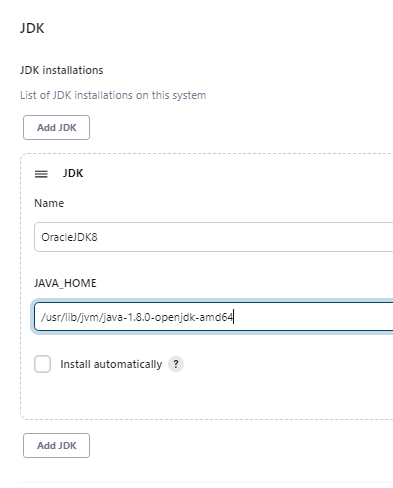 JDK
JDK installations
List of JDK installations on this system
Add JDK
JDK
Name
OracleJDK8
JAVA_HOME
/usr/lib/jvm/java-1.8.0-openjdk-amd64
Install automatically ?
Add JDK